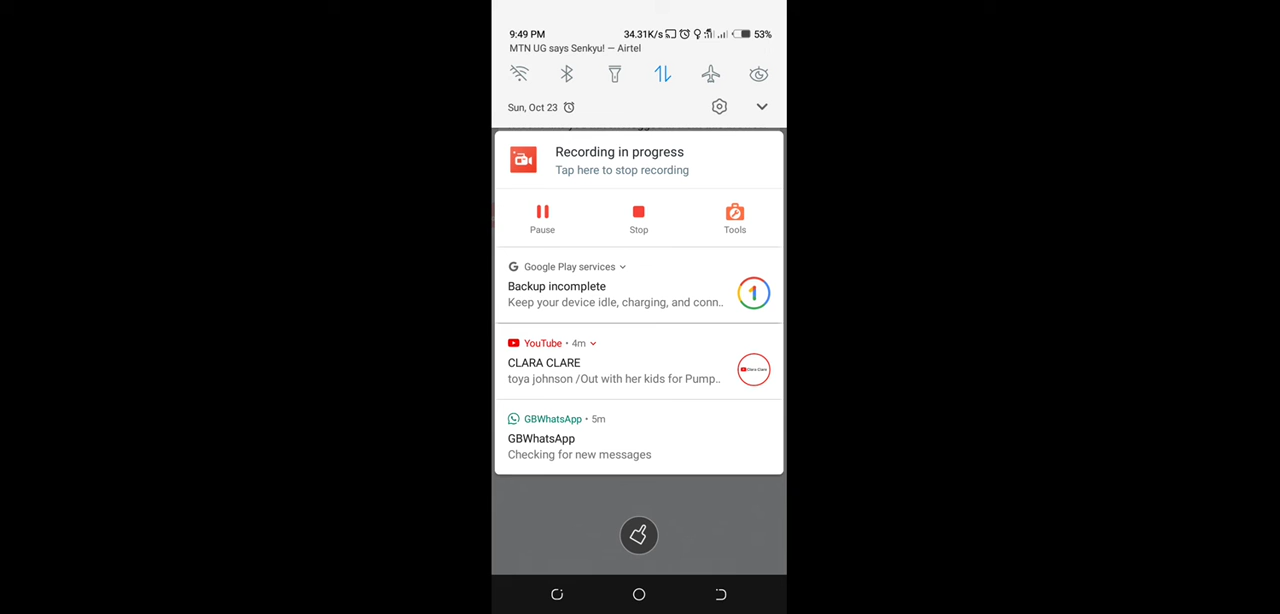 9:49 PM 34.31K/s 53%
MTN UG says Senkyu! — Airtel
Sun, Oct 23
Recording in progress
Tap here to stop recording
Pause Stop Tools
Google Play services
Backup incomplete
Keep your device idle, charging, and conn..
YouTube • 4m
CLARA CLARE
toya johnson /Out with her kids for Pump..
Clara Clare
GBWhatsApp • 5m
GBWhatsApp
Checking for new messages